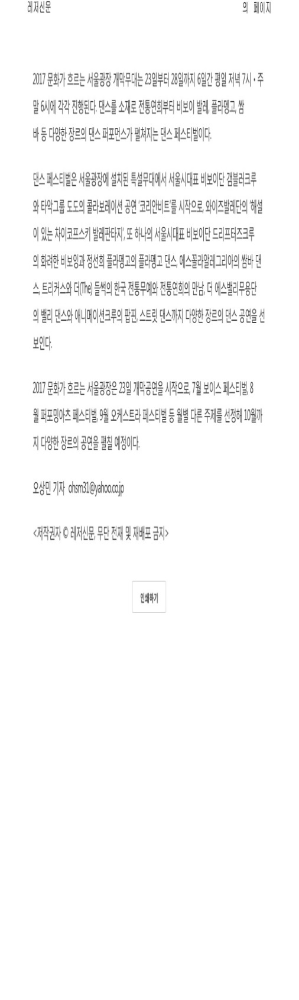 레저신문 의 페이지
2017 문화가 흐르는 서울광장 개막무대는 23일부터 28일까지 6일간 평일 저녁 7시・주
말 6시에 각각 진행된다. 댄스를 소재로 전통연희부터 비보이 발레, 플라멩고, 쌈
바 등 다양한 장르의 댄스 퍼포먼스가 펼쳐지는 댄스 페스티벌이다.
댄스 페스티벌은 서울광장에 설치된 특설무대에서 서울시대표 비보이단 갬블러크루
와 타악그룹 도도의 콜라보레이션 공연 '코리안비트'를 시작으로, 와이즈발레단의 '해설
이 있는 차이코프스키 발레판타지', 또 하나의 서울시대표 비보이단 드리프터즈크루
의 화려한 비보잉과 정선희 플라멩고의 플라멩고 댄스, 에스꼴라알레그리아의 쌈바 댄
스, 트리커스와 더(The) 들썩의 한국 전통무예와 전통연희의 만남, 더 에스밸리무용단
의 밸리 댄스와 애니메이션크루의 팝핀, 스트릿 댄스까지 다양한 장르의 댄스 공연을 선
보인다.
2017 문화가 흐르는 서울광장은 23일 개막공연을 시작으로, 7월 보이스 페스티벌, 8
월 퍼포밍아츠 페스티벌, 9월 오케스트라 페스티벌 등 월별 다른 주제를 선정해 10월까
지 다양한 장르의 공연을 펼칠 예정이다.
오상민 기자 ohsm31@yahoo.co.jp
<저작권자 © 레저신문, 무단 전재 및 재배포 금지>
인쇄하기